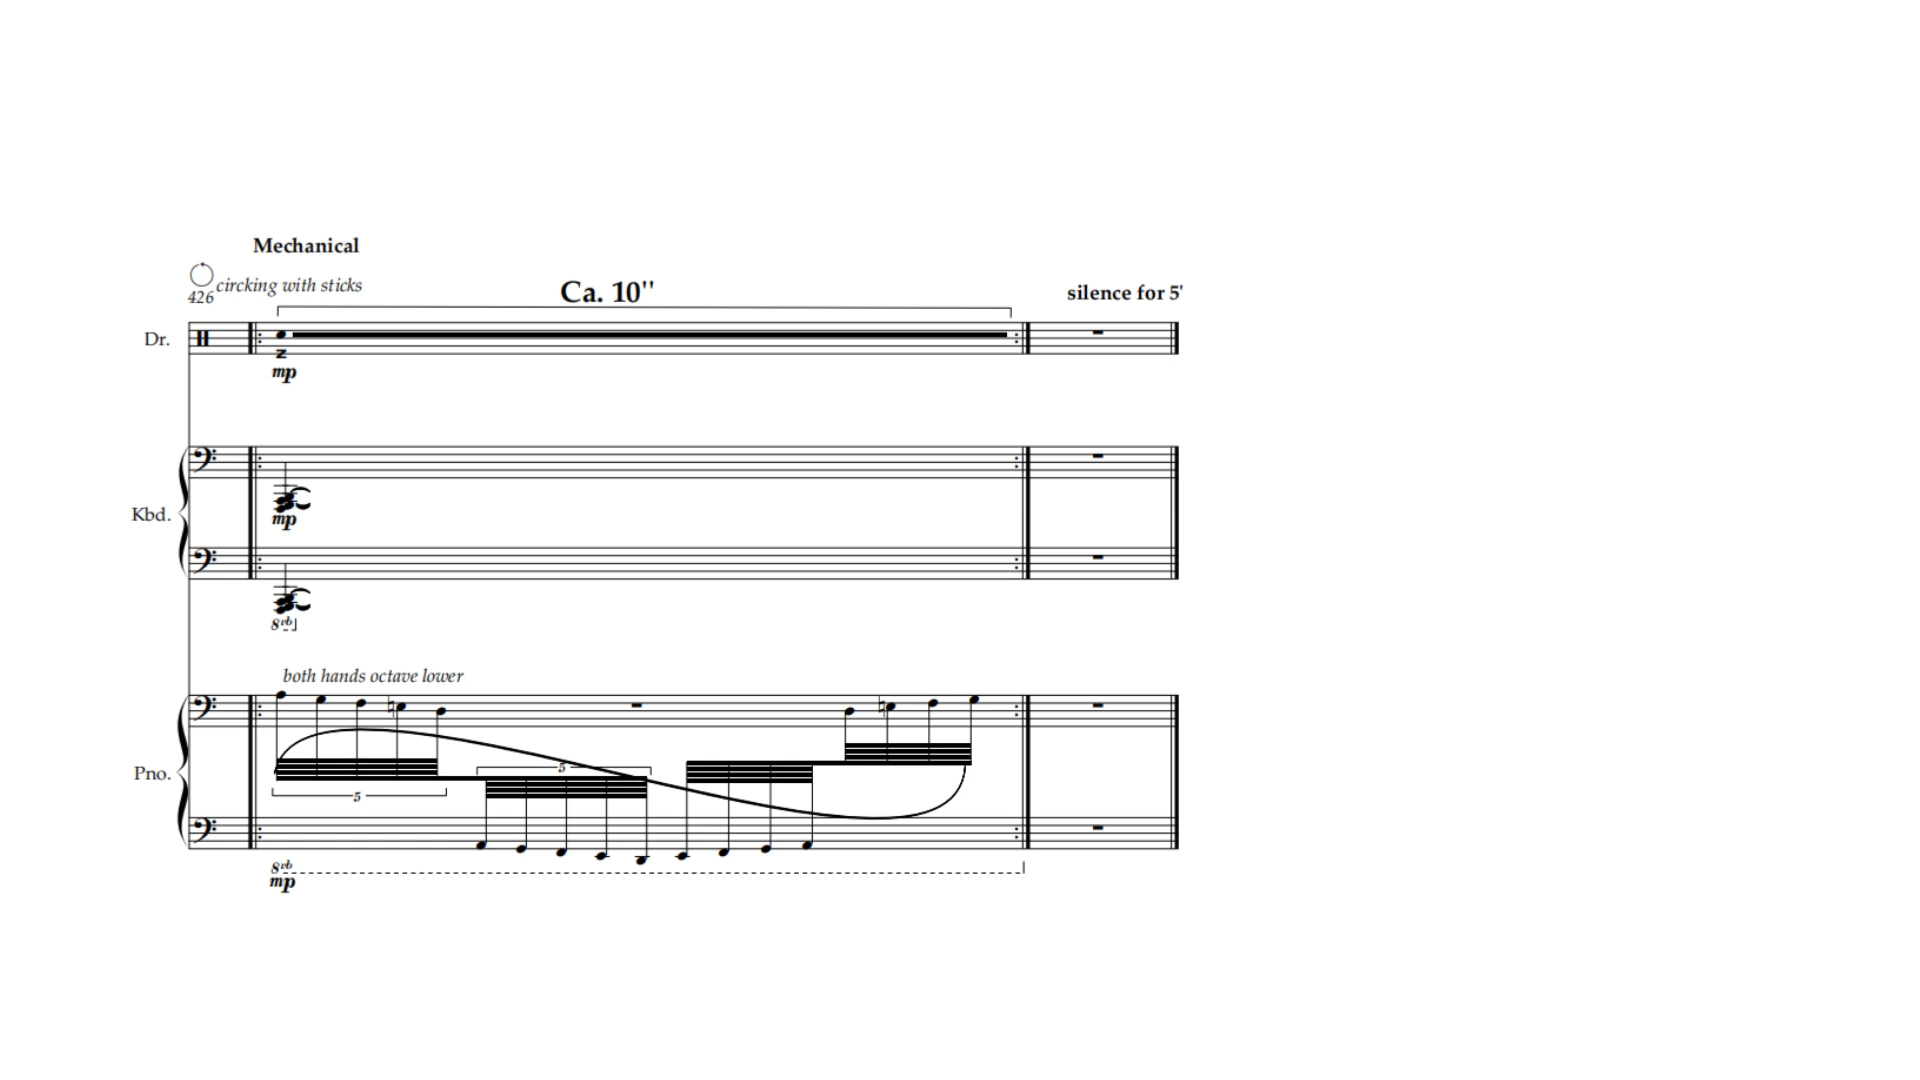 Mechanical
circking with sticks
426
Ca. 10"
silence for 5'
Dr.
z
mp
Kbd.
mp
8vb
both hands octave lower
Pno.
5
5
8vb
mp